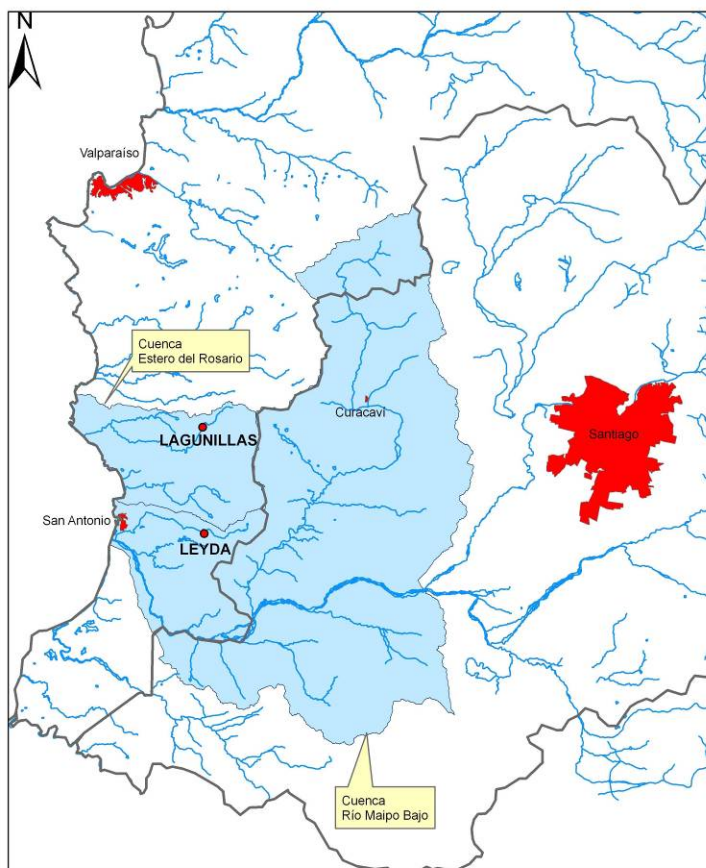 N
Valparaíso
Cuenca
Estero del Rosario
Curacaví
LAGUNILLAS
Santiago
San Antonio
LEYDA
Cuenca
Río Maipo Bajo